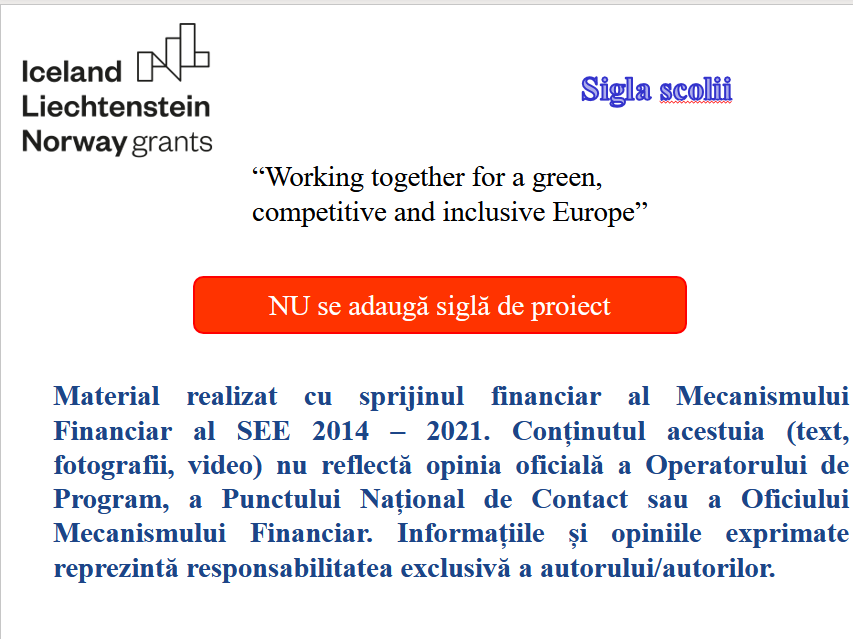 Iceland
Liechtenstein
Norway grants
Sigla scolii
“Working together for a green,
competitive and inclusive Europe”
NU se adaugă siglă de proiect
Material realizat cu sprijinul financiar al Mecanismului
Financiar al SEE 2014 – 2021. Conținutul acestuia (text,
fotografii, video) nu reflectă opinia oficială a Operatorului de
Program, a Punctului Național de Contact sau a Oficiului
Mecanismului Financiar. Informațiile și opiniile exprimate
reprezintă responsabilitatea exclusivă a autorului/autorilor.